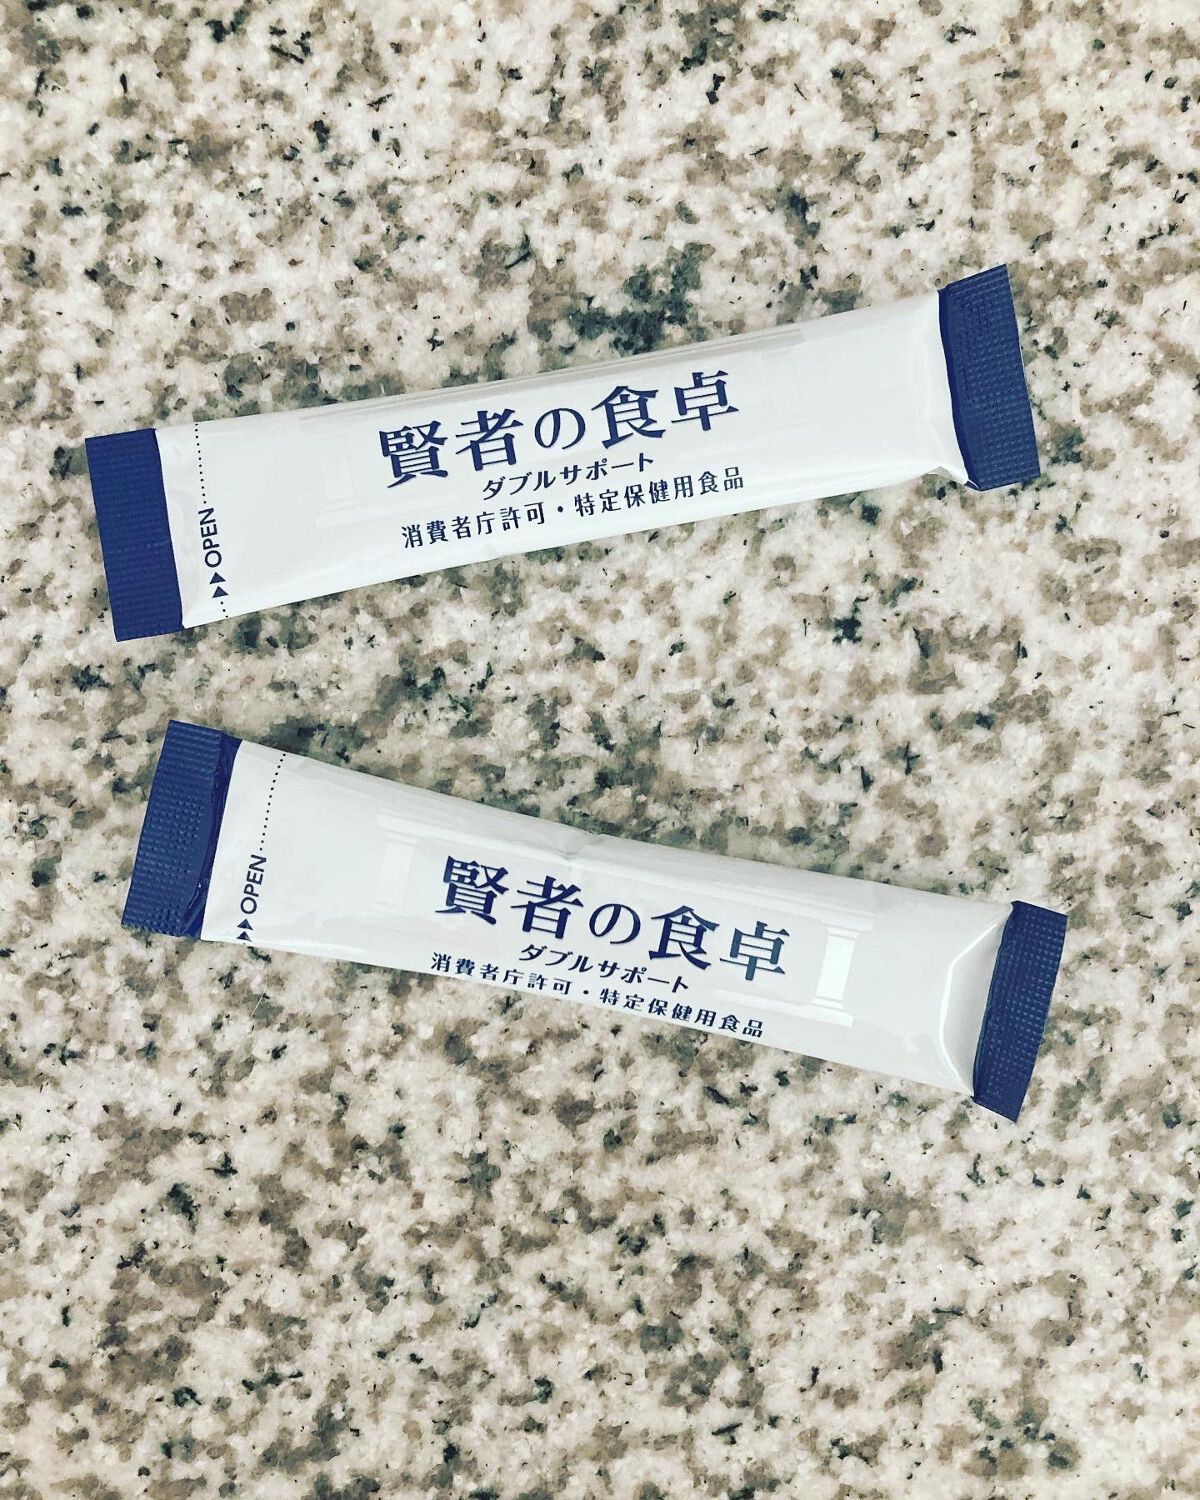 賢者の食卓
ダブルサポート
消費者庁許可・特定保健用食品
OPEN
賢者の食卓
ダブルサポート
消費者庁許可・特定保健用食品
OPEN